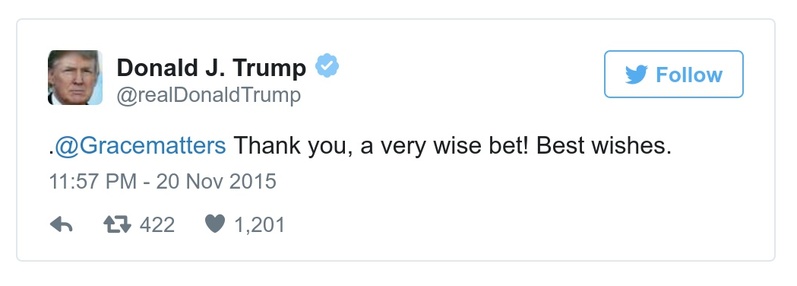 Donald J. Trump
Follow
@realDonaldTrump
.@Gracematters Thank you, a very wise bet! Best wishes.
11:57 PM - 20 Nov 2015
422 1,201